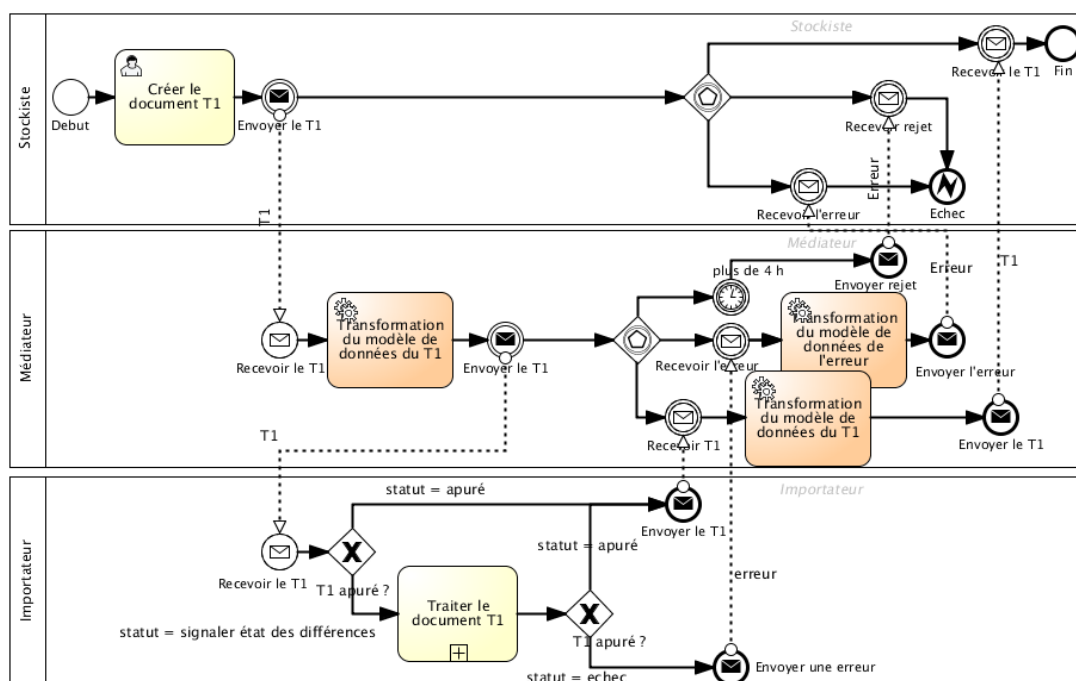 Stockiste
Stockiste
Créer le
document T1
Debut
Envoyer le T1
Recevoir le T1
Fin
Recevoir rejet
Recevoir l'erreur
Echec
Erreur
T1
Médiateur
Médiateur
plus de 4 h
Envoyer rejet
Erreur
T1
Recevoir le T1
Transformation
du modèle de
données du T1
Envoyer le T1
Recevoir l'erreur
Transformation
du modèle de
données de
l'erreur
Envoyer l'erreur
Recevoir T1
Transformation
du modèle de
données du T1
Envoyer le T1
T1
Importateur
Importateur
statut = apuré
Envoyer le T1
statut = apuré
Recevoir le T1
T1 apuré ?
erreur
Traiter le
document T1
statut = signaler état des différences
T1 apuré ?
statut = echec
Envoyer une erreur